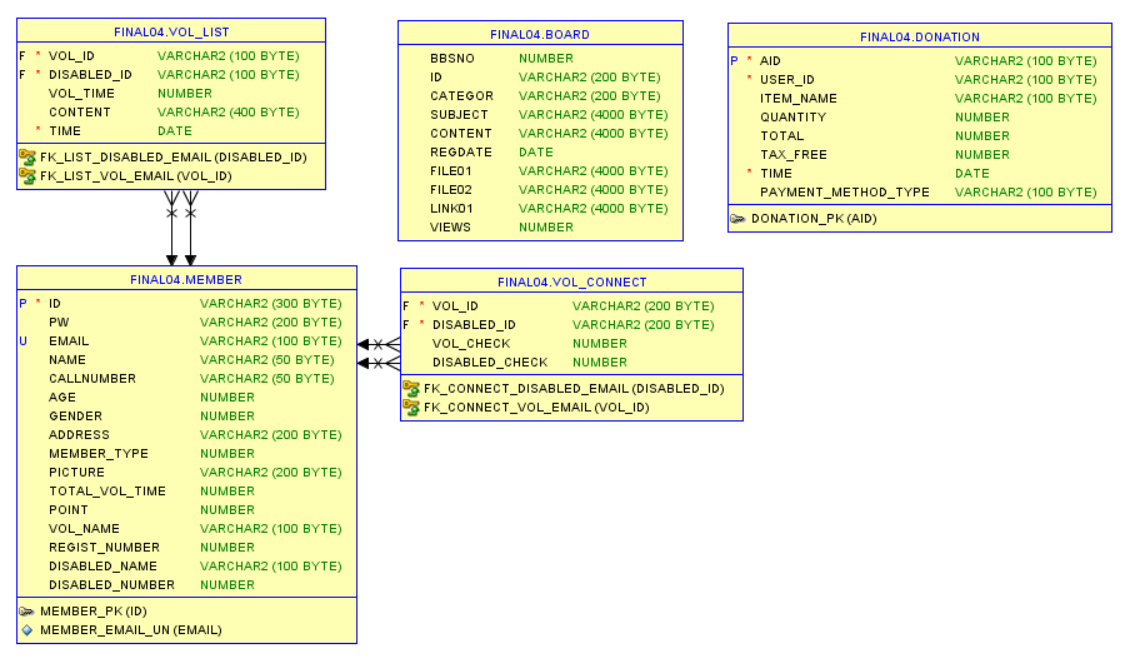 FINAL04.VOL_LIST
F * VOL_ID VARCHAR2 (100 BYTE)
F * DISABLED_ID VARCHAR2 (100 BYTE)
VOL_TIME NUMBER
CONTENT VARCHAR2 (400 BYTE)
* TIME DATE
FK_LIST_DISABLED_EMAIL (DISABLED_ID)
FK_LIST_VOL_EMAIL (VOL_ID)
FINAL04.BOARD
BBSNO NUMBER
ID VARCHAR2 (200 BYTE)
CATEGOR VARCHAR2 (200 BYTE)
SUBJECT VARCHAR2 (4000 BYTE)
CONTENT VARCHAR2 (4000 BYTE)
REGDATE DATE
FILE01 VARCHAR2 (4000 BYTE)
FILE02 VARCHAR2 (4000 BYTE)
LINK01 VARCHAR2 (4000 BYTE)
VIEWS NUMBER
FINAL04.DONATION
P * AID VARCHAR2 (100 BYTE)
* USER_ID VARCHAR2 (100 BYTE)
ITEM_NAME VARCHAR2 (100 BYTE)
QUANTITY NUMBER
TOTAL NUMBER
TAX_FREE NUMBER
* TIME DATE
PAYMENT_METHOD_TYPE VARCHAR2 (100 BYTE)
DONATION_PK (AID)
FINAL04.MEMBER
P * ID VARCHAR2 (300 BYTE)
PW VARCHAR2 (200 BYTE)
U EMAIL VARCHAR2 (100 BYTE)
NAME VARCHAR2 (50 BYTE)
CALLNUMBER VARCHAR2 (50 BYTE)
AGE NUMBER
GENDER NUMBER
ADDRESS VARCHAR2 (200 BYTE)
MEMBER_TYPE NUMBER
PICTURE VARCHAR2 (200 BYTE)
TOTAL_VOL_TIME NUMBER
POINT NUMBER
VOL_NAME VARCHAR2 (100 BYTE)
REGIST_NUMBER NUMBER
DISABLED_NAME VARCHAR2 (100 BYTE)
DISABLED_NUMBER NUMBER
MEMBER_PK (ID)
MEMBER_EMAIL_UN (EMAIL)
FINAL04.VOL_CONNECT
F * VOL_ID VARCHAR2 (200 BYTE)
F * DISABLED_ID VARCHAR2 (200 BYTE)
VOL_CHECK NUMBER
DISABLED_CHECK NUMBER
FK_CONNECT_DISABLED_EMAIL (DISABLED_ID)
FK_CONNECT_VOL_EMAIL (VOL_ID)